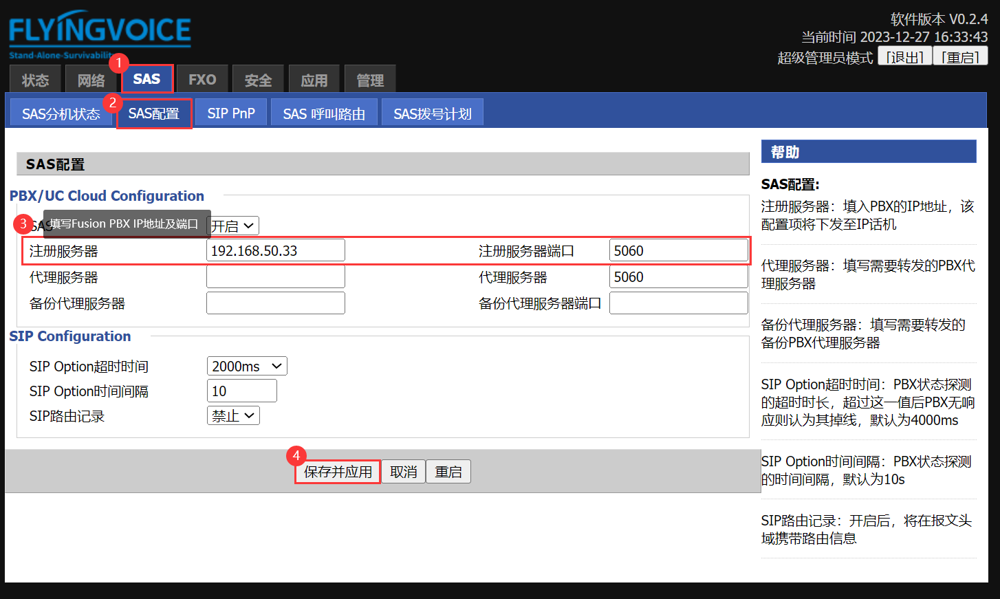 FLYINGVOICE
Stand-Alone-Survivability
软件版本 V0.2.4
当前时间 2023-12-27 16:33:43
超级管理员模式 [退出] [重启]
1
状态 网络 SAS FXO 安全 应用 管理
2
SAS分机状态 SAS配置 SIP PnP SAS 呼叫路由 SAS拨号计划
SAS配置
PBX/UC Cloud Configuration
3 SAS 填写Fusion PBX IP地址及端口 开启
注册服务器 192.168.50.33 注册服务器端口 5060
代理服务器 代理服务器 5060
备份代理服务器 备份代理服务器端口
SIP Configuration
SIP Option超时时间 2000ms
SIP Option时间间隔 10
SIP路由记录 禁止
4
保存并应用 取消 重启
帮助
SAS配置:
注册服务器：填入PBX的IP地址，该
配置项将下发至IP话机
代理服务器：填写需要转发的PBX代
理服务器
备份代理服务器：填写需要转发的
备份PBX代理服务器
SIP Option超时时间：PBX状态探测
的超时时长，超过这一值后PBX无响
应则认为其掉线，默认为4000ms
SIP Option时间间隔：PBX状态探测
的时间间隔，默认为10s
SIP路由记录：开启后，将在报文头
域携带路由信息